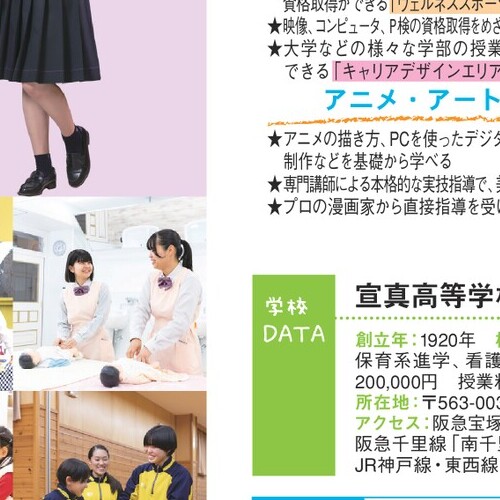 資格取得ができる「ウェルネススポー
★映像、コンピュータ、P検の資格取得をめざ
★大学などの様々な学部の授業
できる「キャリアデザインエリア
アニメ・アート
★アニメの描き方、PCを使ったデジタ
制作などを基礎から学べる
★専門講師による本格的な実技指導で、
★プロの漫画家から直接指導を受け
学校
DATA
宣真高等学校
創立年：1920年
保育系進学、看護
200,000円 授業料
所在地：〒563-003
アクセス：阪急宝塚
阪急千里線「南千
JR神戸線・東西線